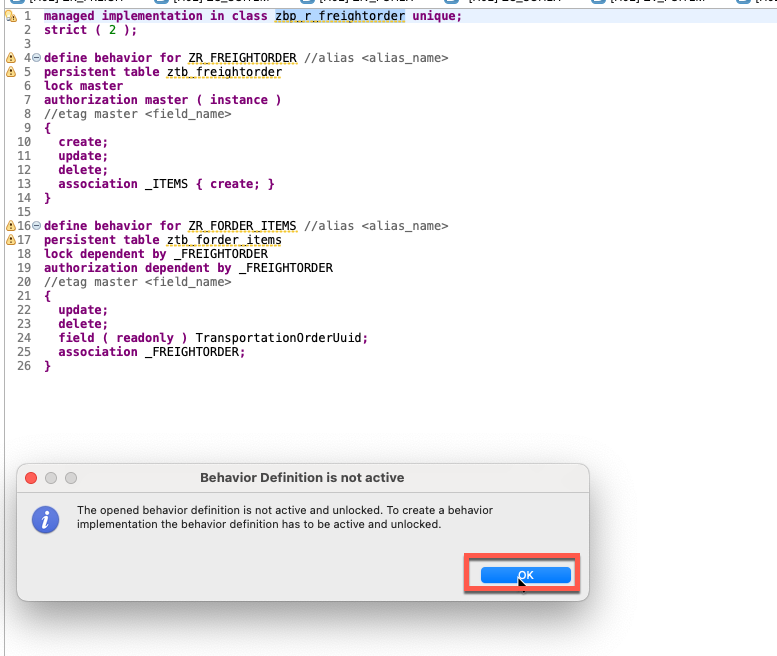 1 managed implementation in class zbp_r_freightorder unique;
2 strict ( 2 );
3
4 define behavior for ZR_FREIGHTORDER //alias <alias_name>
5 persistent table ztb_freightorder
6 lock master
7 authorization master ( instance )
8 //etag master <field_name>
9 {
10 create;
11 update;
12 delete;
13 association _ITEMS { create; }
14 }
15
16 define behavior for ZR_FORDER_ITEMS //alias <alias_name>
17 persistent table ztb_forder_items
18 lock dependent by _FREIGHTORDER
19 authorization dependent by _FREIGHTORDER
20 //etag master <field_name>
21 {
22 update;
23 delete;
24 field ( readonly ) TransportationOrderUuid;
25 association _FREIGHTORDER;
26 }
Behavior Definition is not active
The opened behavior definition is not active and unlocked. To create a behavior
implementation the behavior definition has to be active and unlocked.
OK